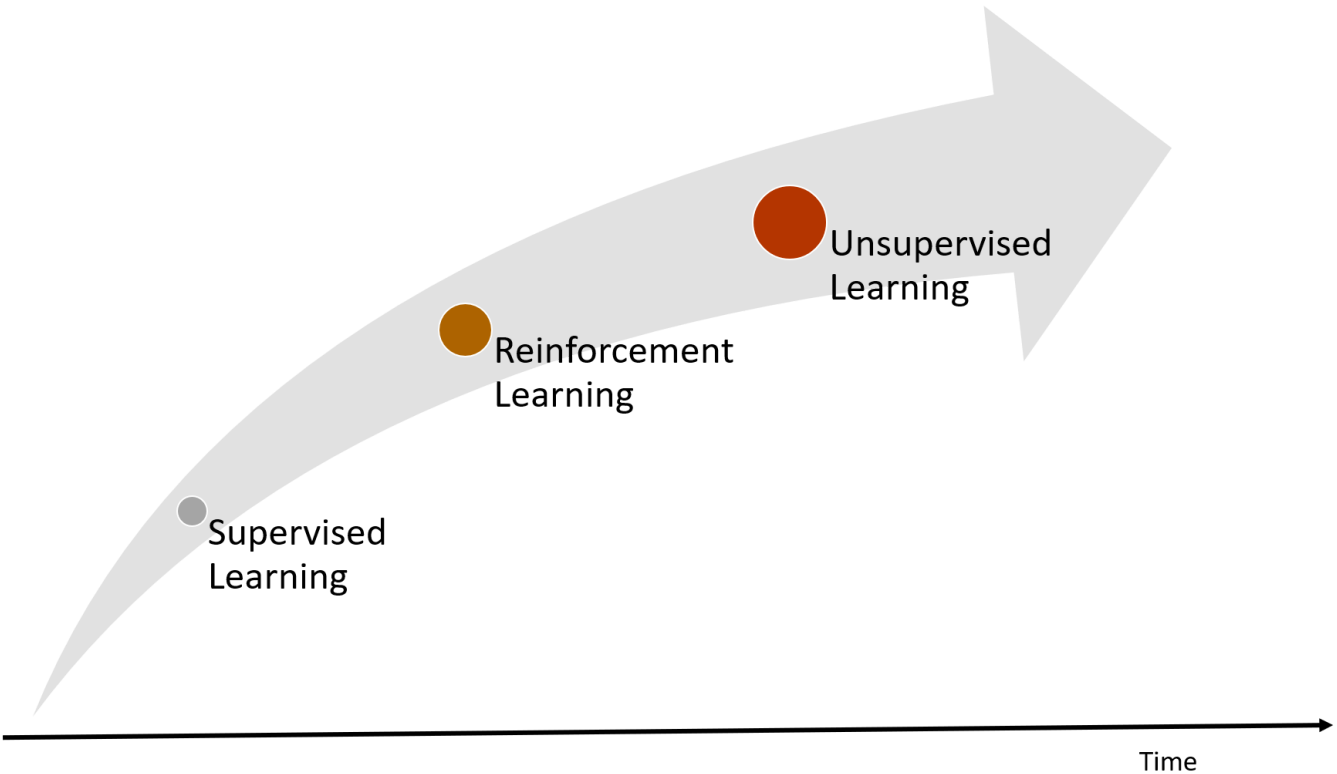 Unsupervised
Learning
Reinforcement
Learning
Supervised
Learning
Time